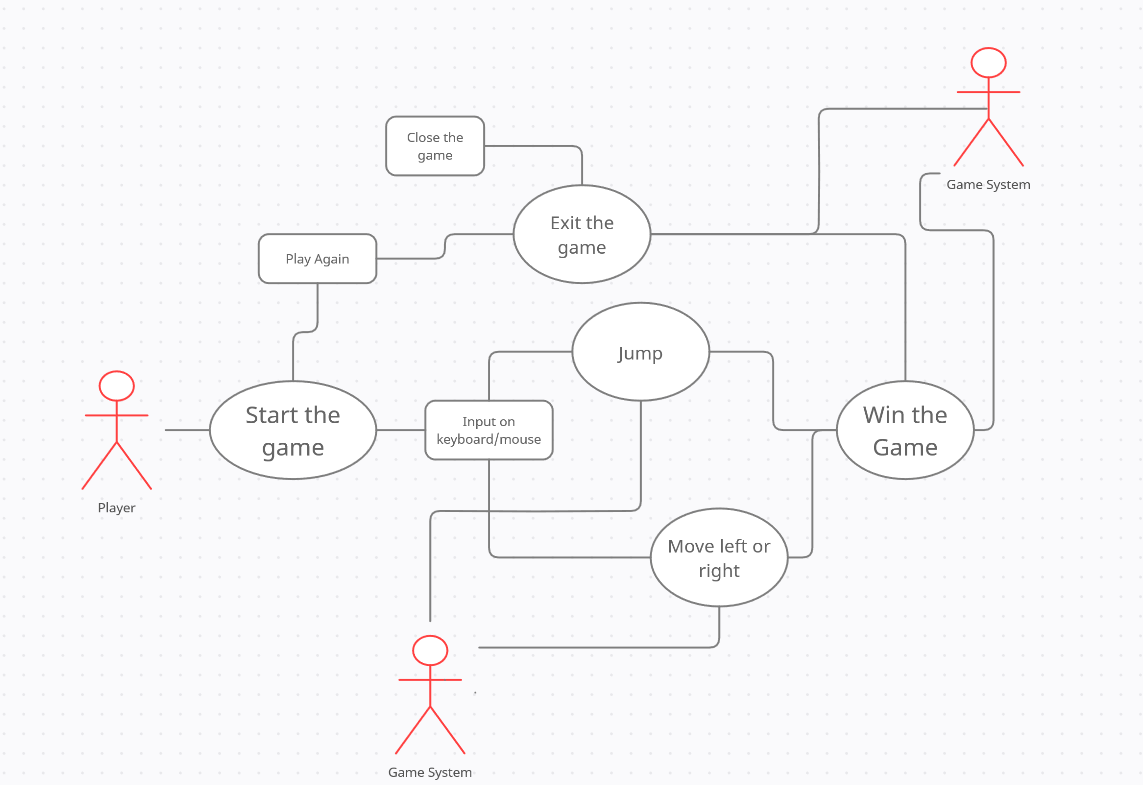 Game System
Close the
game
Exit the
game
Play Again
Jump
Start the
game
Input on
keyboard/mouse
Win the
Game
Player
Move left or
right
Game System